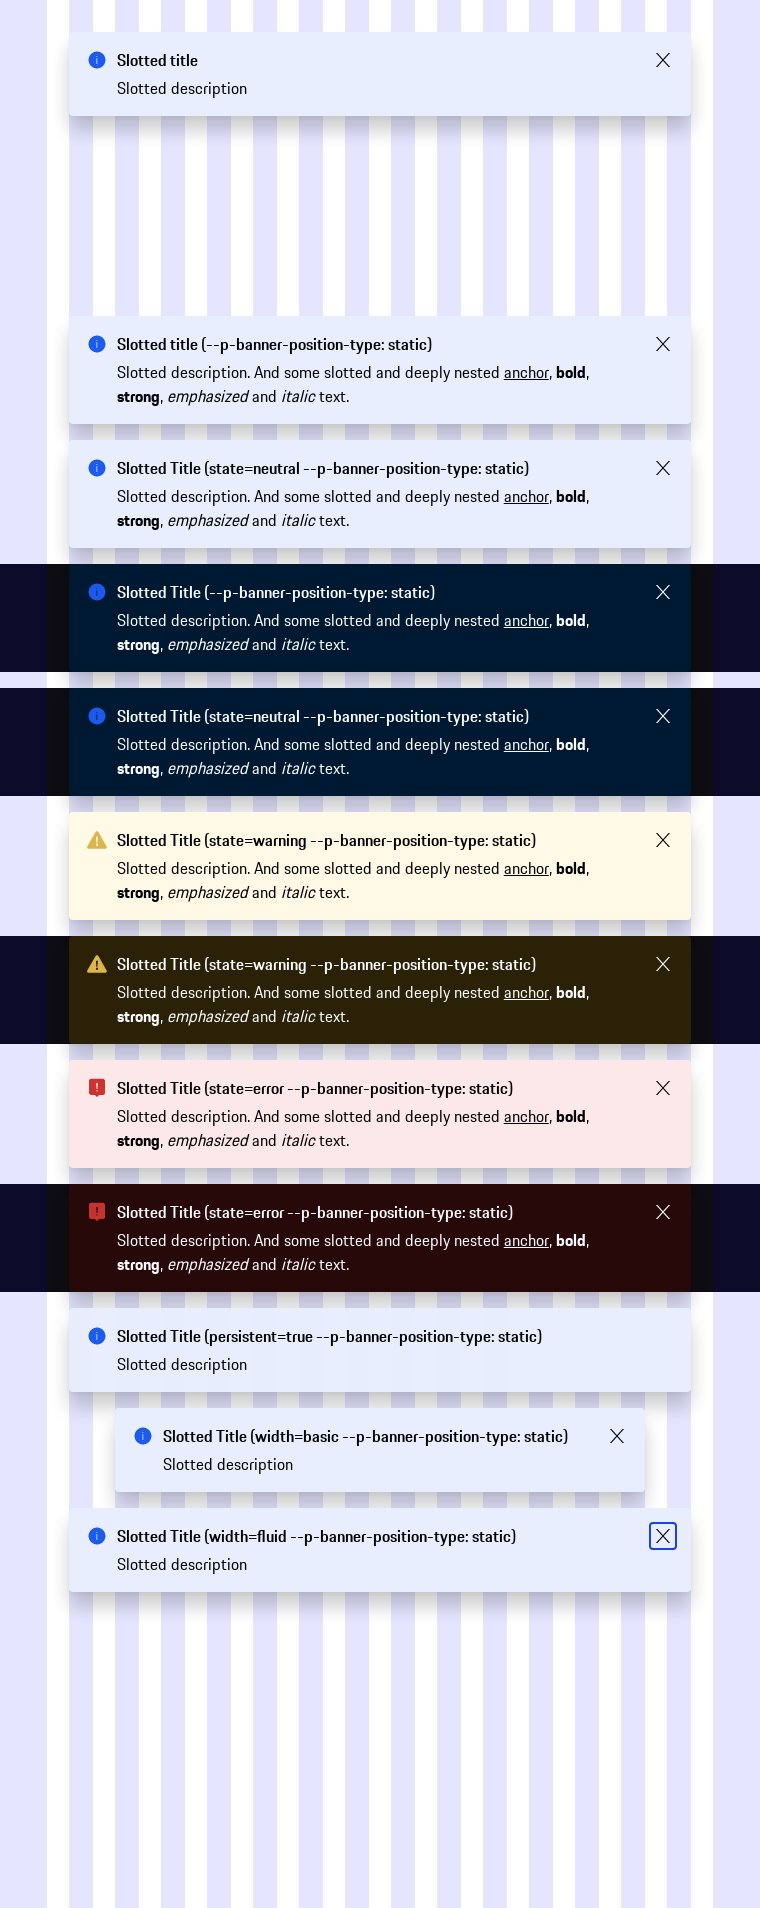 Slotted title
Slotted description
Slotted title (--p-banner-position-type: static)
Slotted description. And some slotted and deeply nested anchor, bold,
strong, emphasized and italic text.
Slotted Title (state=neutral --p-banner-position-type: static)
Slotted description. And some slotted and deeply nested anchor, bold,
strong, emphasized and italic text.
Slotted Title (--p-banner-position-type: static)
Slotted description. And some slotted and deeply nested anchor, bold,
strong, emphasized and italic text.
Slotted Title (state=neutral --p-banner-position-type: static)
Slotted description. And some slotted and deeply nested anchor, bold,
strong, emphasized and italic text.
Slotted Title (state=warning --p-banner-position-type: static)
Slotted description. And some slotted and deeply nested anchor, bold,
strong, emphasized and italic text.
Slotted Title (state=warning --p-banner-position-type: static)
Slotted description. And some slotted and deeply nested anchor, bold,
strong, emphasized and italic text.
Slotted Title (state=error --p-banner-position-type: static)
Slotted description. And some slotted and deeply nested anchor, bold,
strong, emphasized and italic text.
Slotted Title (state=error --p-banner-position-type: static)
Slotted description. And some slotted and deeply nested anchor, bold,
strong, emphasized and italic text.
Slotted Title (persistent=true --p-banner-position-type: static)
Slotted description
Slotted Title (width=basic --p-banner-position-type: static)
Slotted description
Slotted Title (width=fluid --p-banner-position-type: static)
Slotted description